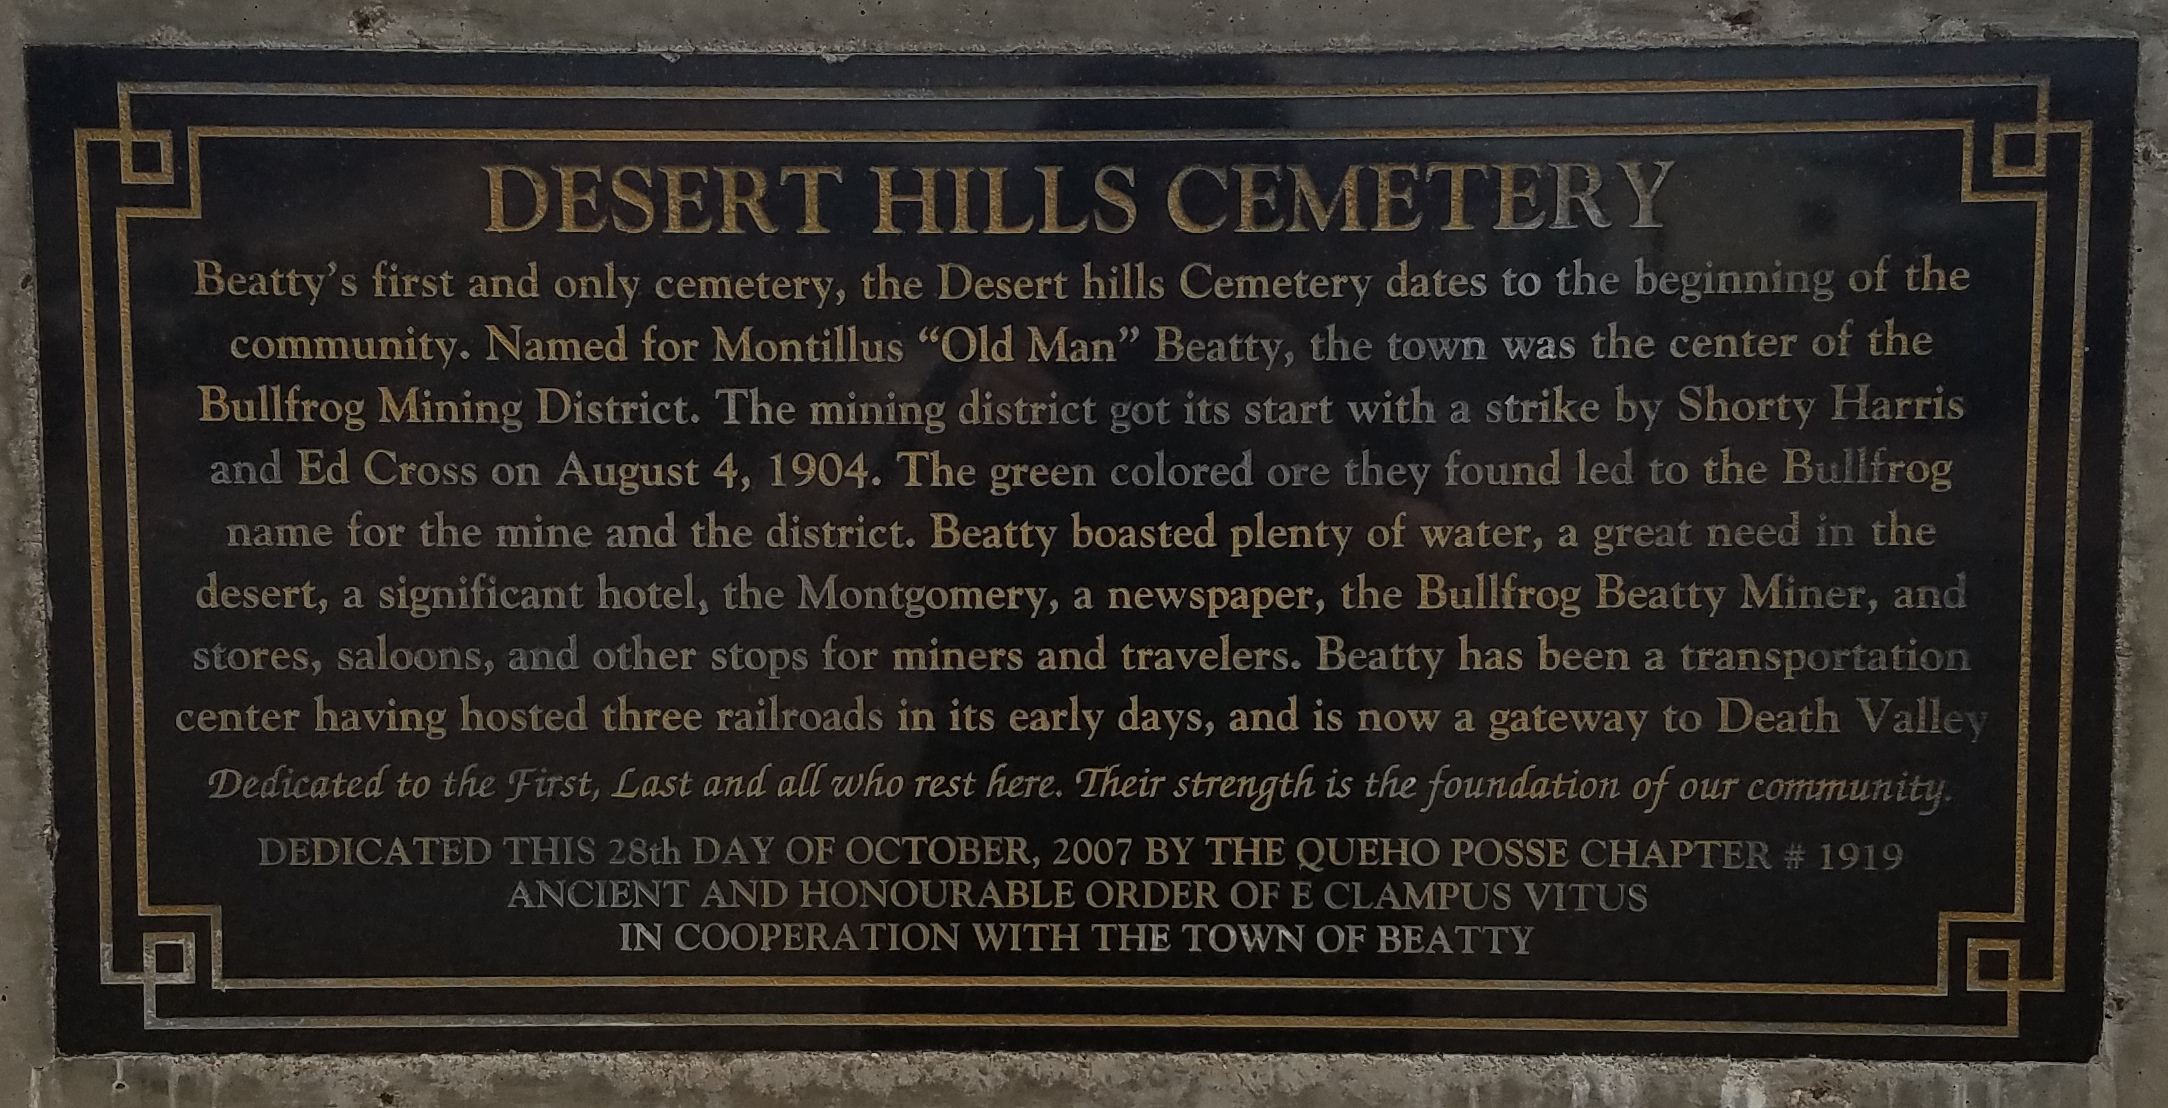 DESERT HILLS CEMETERY
Beatty's first and only cemetery, the Desert hills Cemetery dates to the beginning of the
community. Named for Montillus “Old Man” Beatty, the town was the center of the
Bullfrog Mining District. The mining district got its start with a strike by Shorty Harris
and Ed Cross on August 4, 1904. The green colored ore they found led to the Bullfrog
name for the mine and the district. Beatty boasted plenty of water, a great need in the
desert, a significant hotel, the Montgomery, a newspaper, the Bullfrog Beatty Miner, and
stores, saloons, and other stops for miners and travelers. Beatty has been a transportation
center having hosted three railroads in its early days, and is now a gateway to Death Valley
Dedicated to the First, Last and all who rest here. Their strength is the foundation of our community.
DEDICATED THIS 28th DAY OF OCTOBER, 2007 BY THE QUEHO POSSE CHAPTER # 1919
ANCIENT AND HONOURABLE ORDER OF E CLAMPUS VITUS
IN COOPERATION WITH THE TOWN OF BEATTY